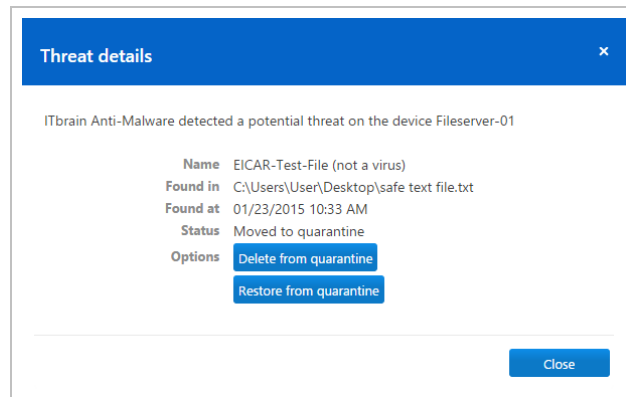 Threat details ×
ITbrain Anti-Malware detected a potential threat on the device Fileserver-01
Name EICAR-Test-File (not a virus)
Found in C:\Users\User\Desktop\safe text file.txt
Found at 01/23/2015 10:33 AM
Status Moved to quarantine
Options Delete from quarantine
Restore from quarantine
Close